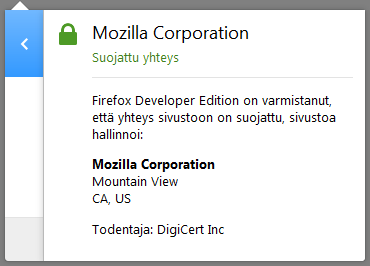 Mozilla Corporation
Suojattu yhteys
Firefox Developer Edition on varmistanut,
että yhteys sivustoon on suojattu, sivustoa
hallinnoi:
Mozilla Corporation
Mountain View
CA, US
Todentaja: DigiCert Inc